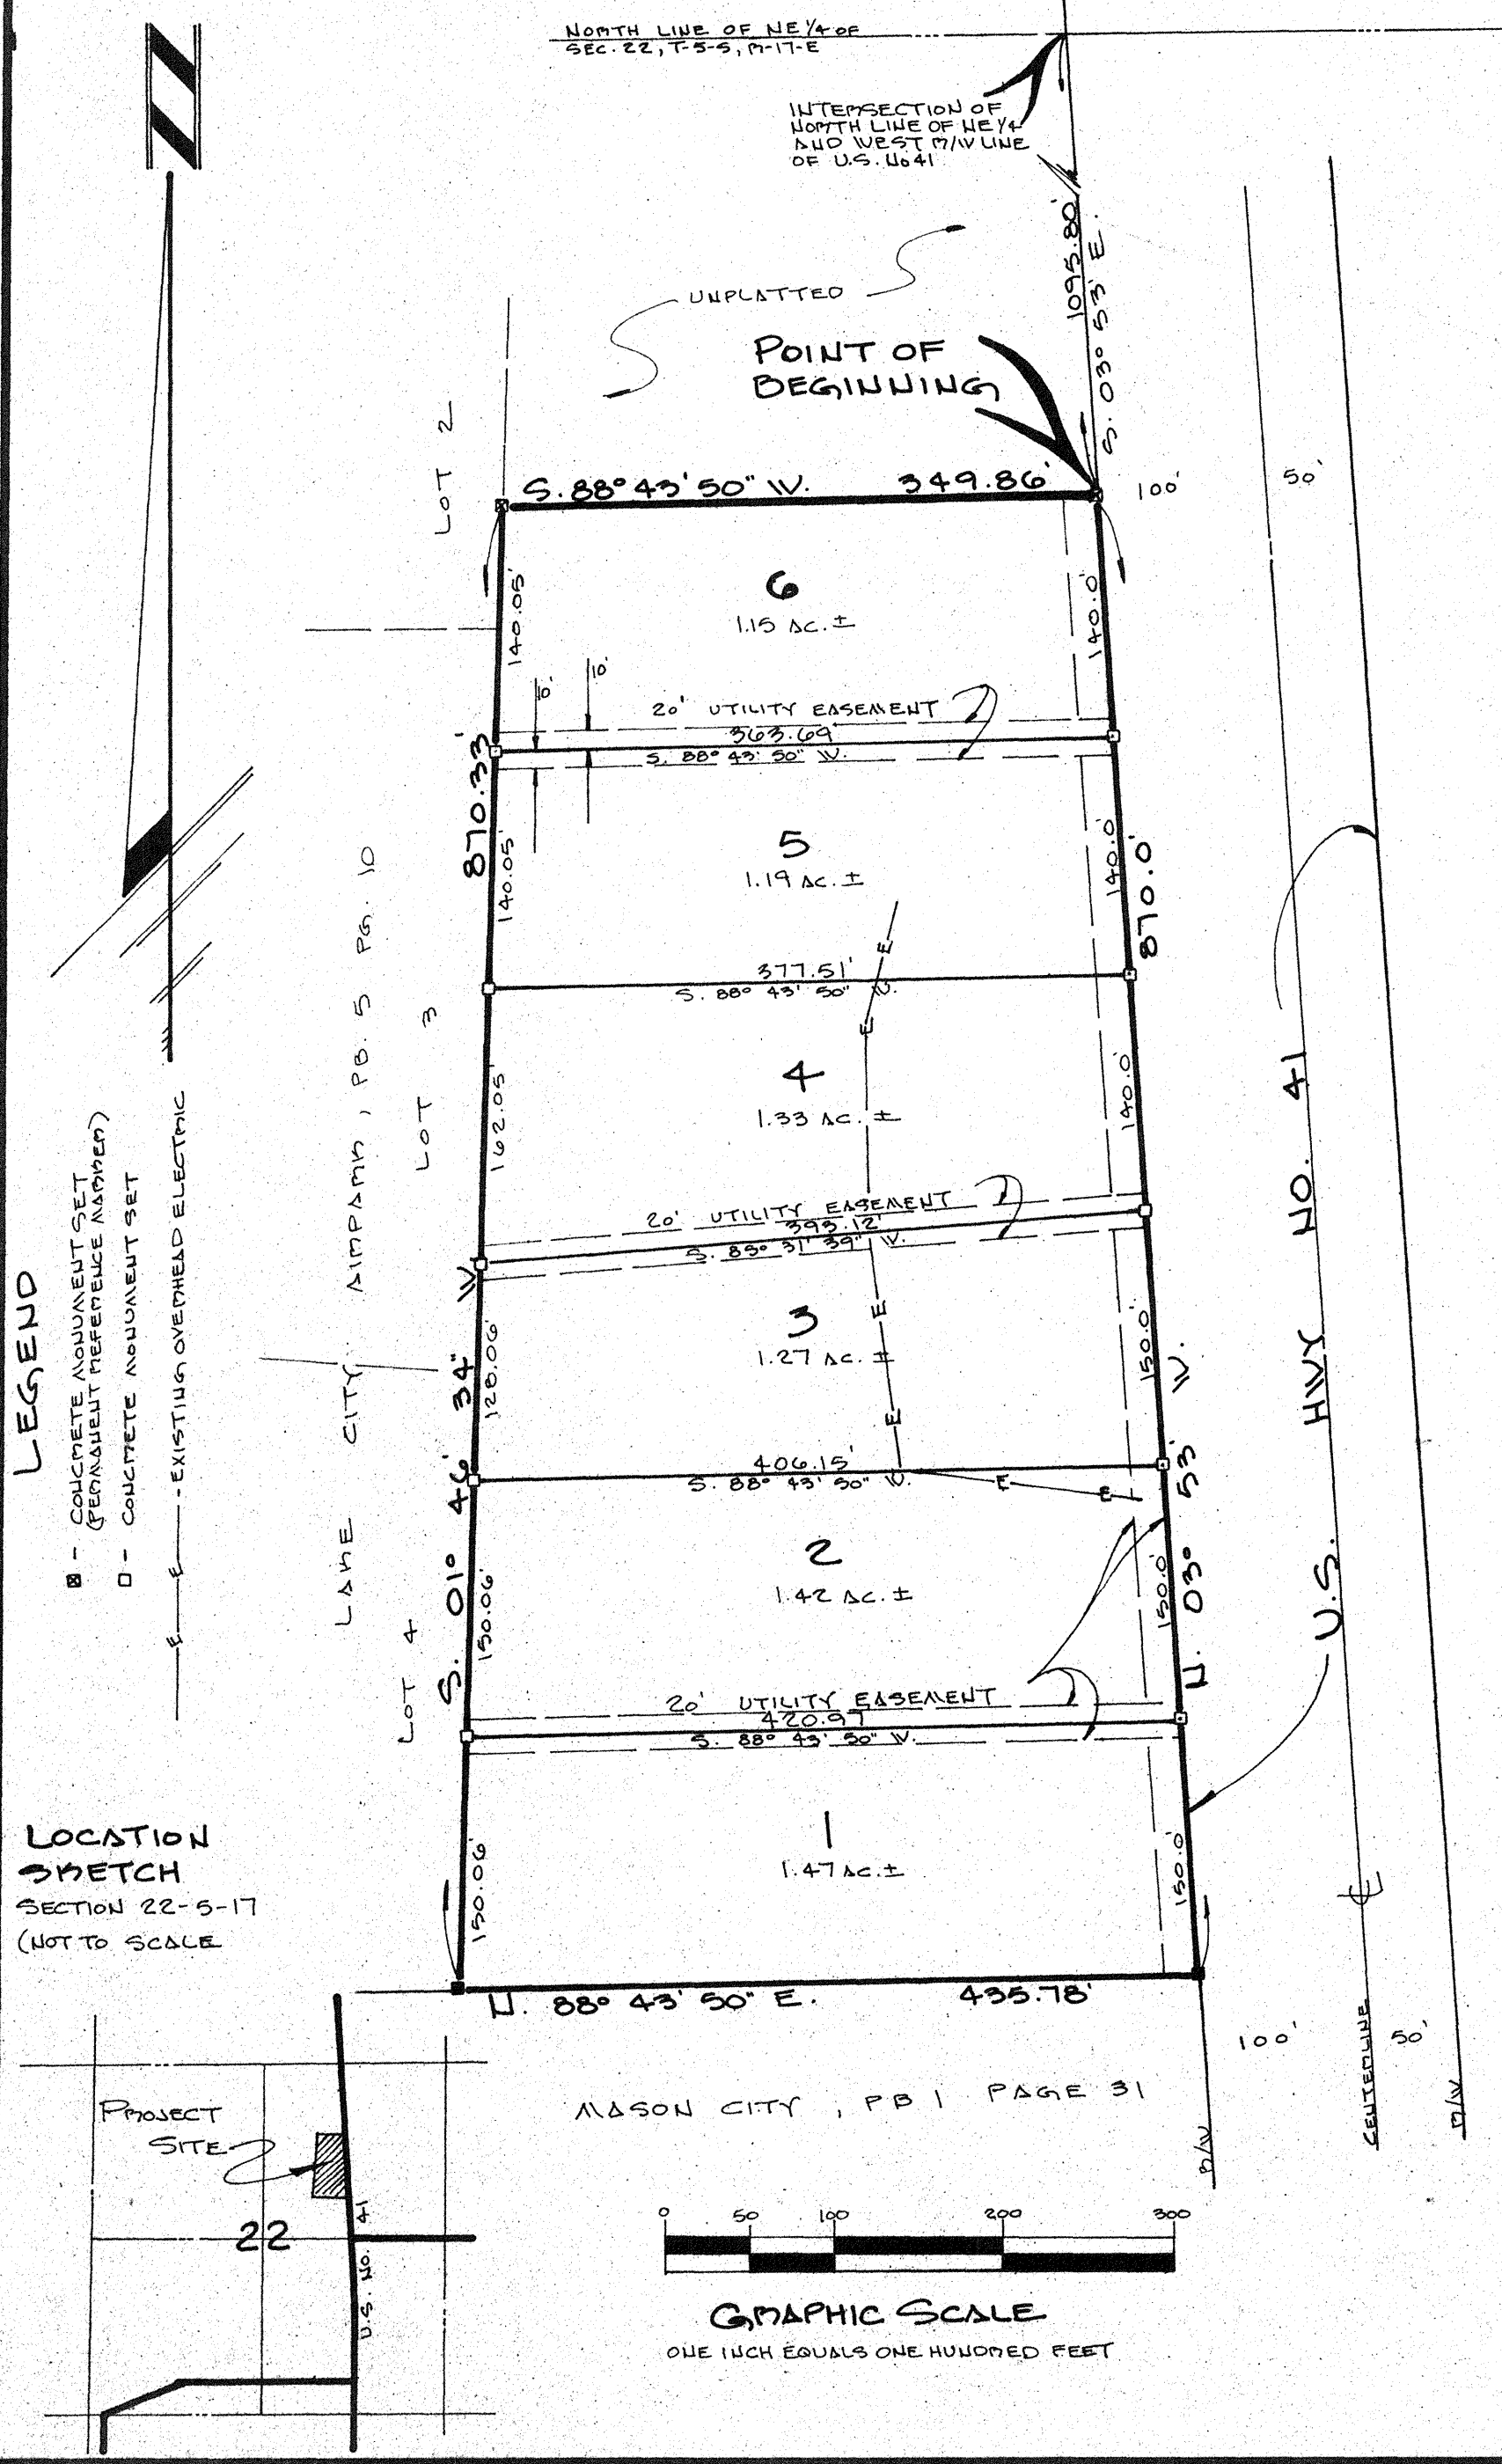 NORTH LINE OF NE 1/4 OF
SEC. 22, T-5-S, R-17-E
INTERSECTION OF
NORTH LINE OF NE 1/4
AND WEST R/W LINE
OF U.S. No 41
1095.80'
S. 03° 53' E.
UNPLATTED
POINT OF
BEGINNING
LOT 2
S. 88° 43' 50" W. 349.86'
100'
50'
6
1.15 AC. ±
140.05'
140.0'
10'
10'
20' UTILITY EASEMENT
363.69'
S. 88° 43' 50" W.
870.33'
5
1.19 AC. ±
140.05'
140.0'
870.0'
E
377.51'
S. 88° 43' 50" W.
E
4
1.33 AC. ±
162.05'
140.0'
LOT 3
LAKE CITY AIRPARK, PB. 5 PG. 10
20' UTILITY EASEMENT
393.12'
S. 83° 31' 39" W.
E
3
1.27 AC. ±
128.06'
150.0'
E
406.15'
S. 88° 43' 50" W.
E
E
S. 01° 46' 34" W
N. 03° 53' W.
2
1.42 AC. ±
150.06'
150.0'
LOT 4
20' UTILITY EASEMENT
420.97'
S. 88° 43' 50" W.
1
1.47 AC. ±
150.06'
150.0'
N. 88° 43' 50" E. 435.78'
U.S. HWY NO. 41
100'
50'
R/W
CENTERLINE
R/W
MASON CITY, PB 1 PAGE 31
LEGEND
- CONCRETE MONUMENT SET
(PERMANENT REFERENCE MARKER)
- CONCRETE MONUMENT SET
E E - EXISTING OVERHEAD ELECTRIC
LOCATION
SKETCH
SECTION 22-5-17
(NOT TO SCALE
PROJECT
SITE
22
U.S. NO. 41
0 50 100 200 300
GRAPHIC SCALE
ONE INCH EQUALS ONE HUNDRED FEET